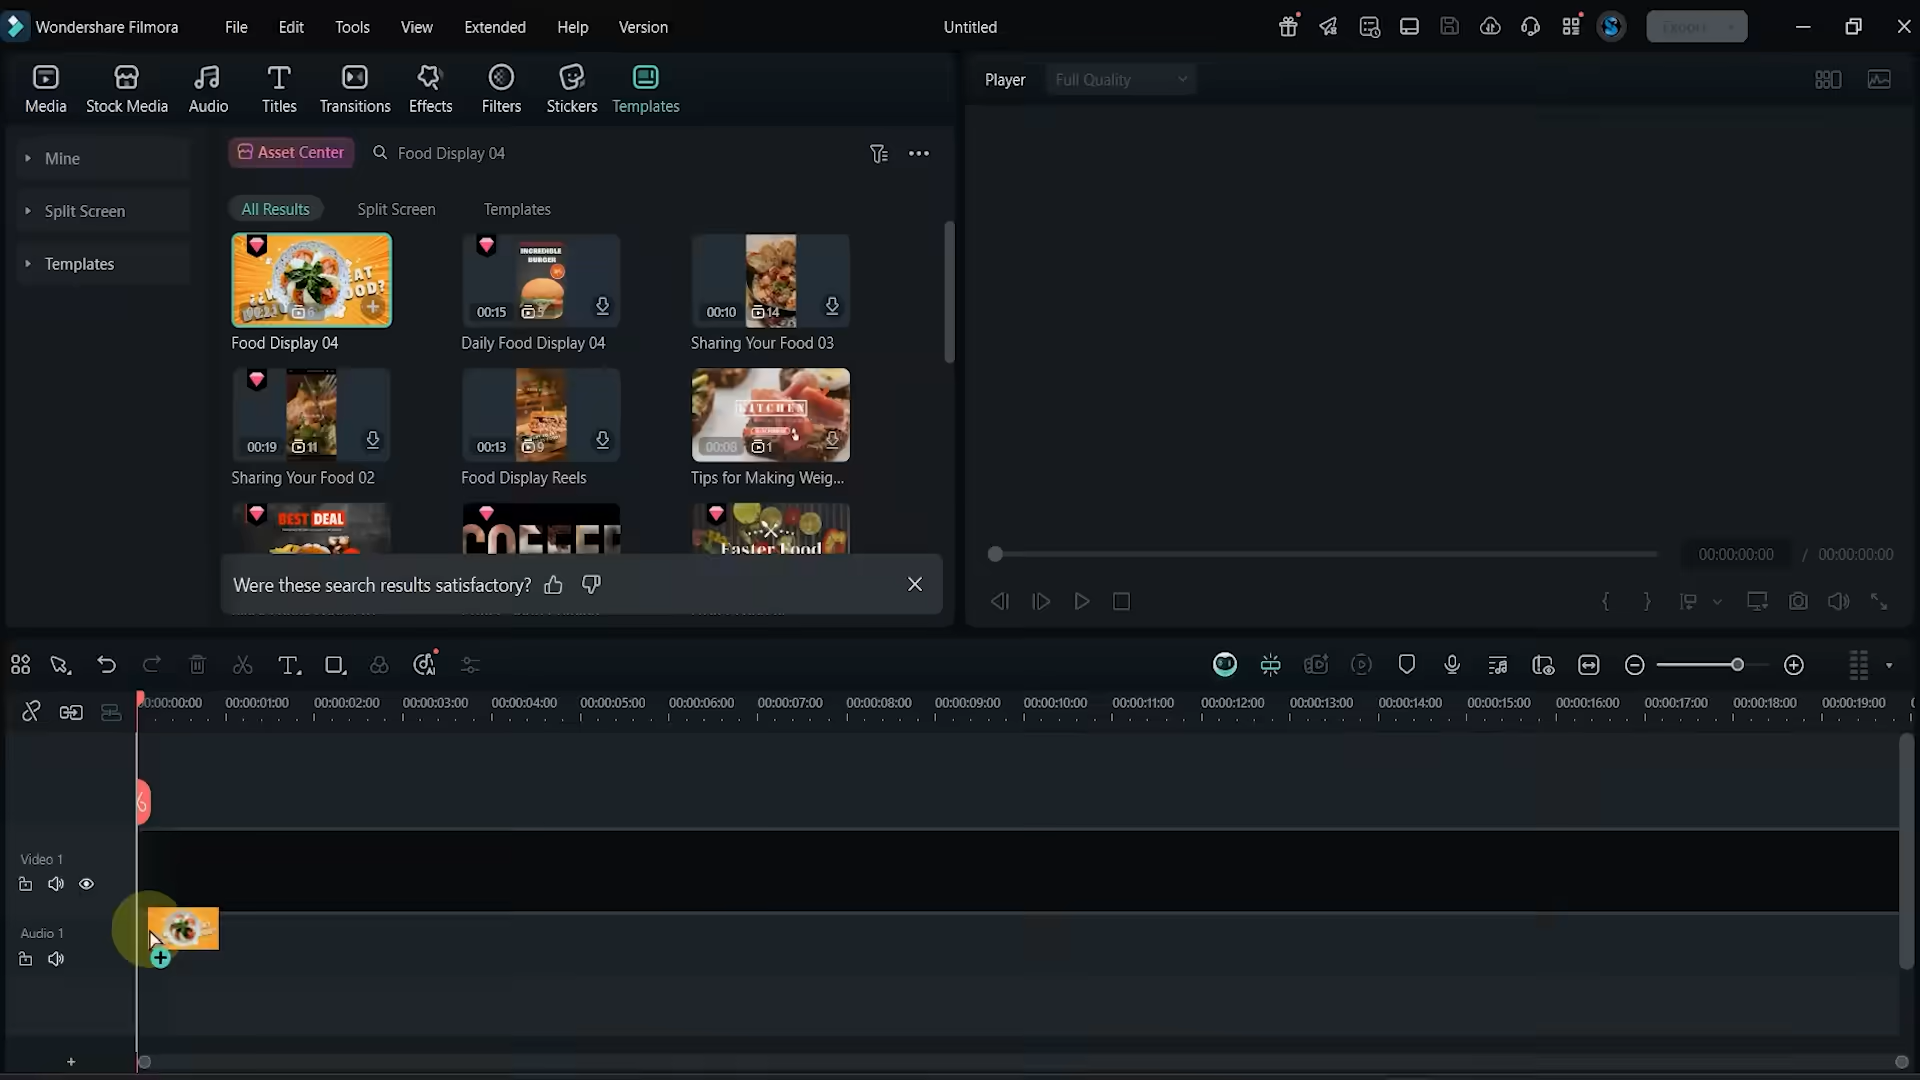 Wondershare Filmora File Edit Tools View Extended Help Version Untitled Export
Media Stock Media Audio Titles Transitions Effects Filters Stickers Templates
Player Full Quality
Mine
Split Screen
Templates
Asset Center Food Display 04
All Results Split Screen Templates
INCREDIBLE
BURGER
00:15 5
00:10 14
Food Display 04 Daily Food Display 04 Sharing Your Food 03
KITCHEN
00:19 11
00:13 9
00:08 1
Sharing Your Food 02 Food Display Reels Tips for Making Weig...
BEST DEAL
COFFEE
Easter Food
Were these search results satisfactory?
00:00:00:00 / 00:00:00:00
00:00:00:00 00:00:01:00 00:00:02:00 00:00:03:00 00:00:04:00 00:00:05:00 00:00:06:00 00:00:07:00 00:00:08:00 00:00:09:00 00:00:10:00 00:00:11:00 00:00:12:00 00:00:13:00 00:00:14:00 00:00:15:00 00:00:16:00 00:00:17:00 00:00:18:00 00:00:19:00
Video 1
Audio 1